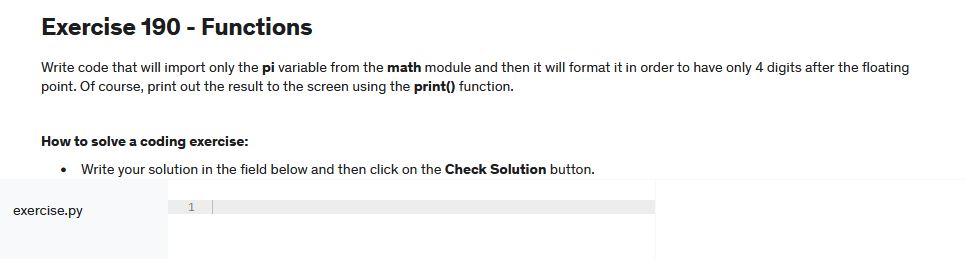 Exercise 190 - Functions
Write code that will import only the pi variable from the math module and then it will format it in order to have only 4 digits after the floating
point. Of course, print out the result to the screen using the print() function.
How to solve a coding exercise:
• Write your solution in the field below and then click on the Check Solution button.
exercise.py
1